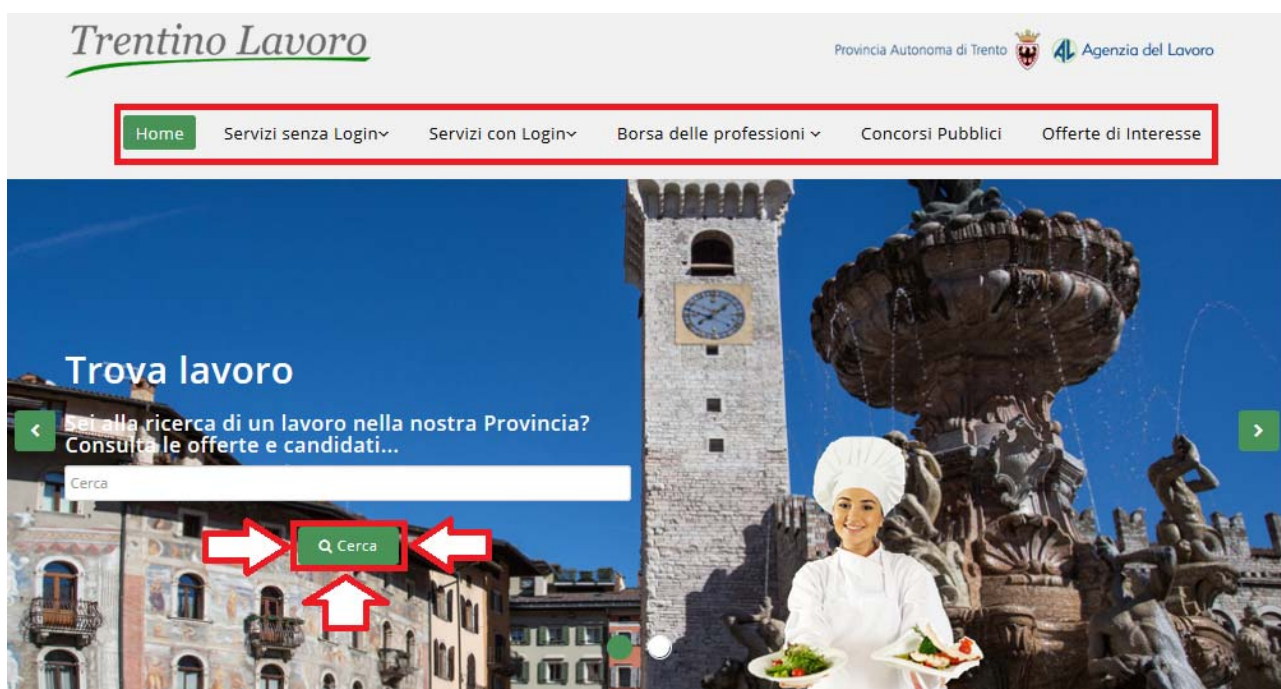 Trentino Lavoro
Provincia Autonoma di Trento
AL Agenzia del Lavoro
Home Servizi senza Login Servizi con Login Borsa delle professioni Concorsi Pubblici Offerte di Interesse
Trova lavoro
Sei alla ricerca di un lavoro nella nostra Provincia?
Consulta le offerte e candidati...
Cerca
Cerca